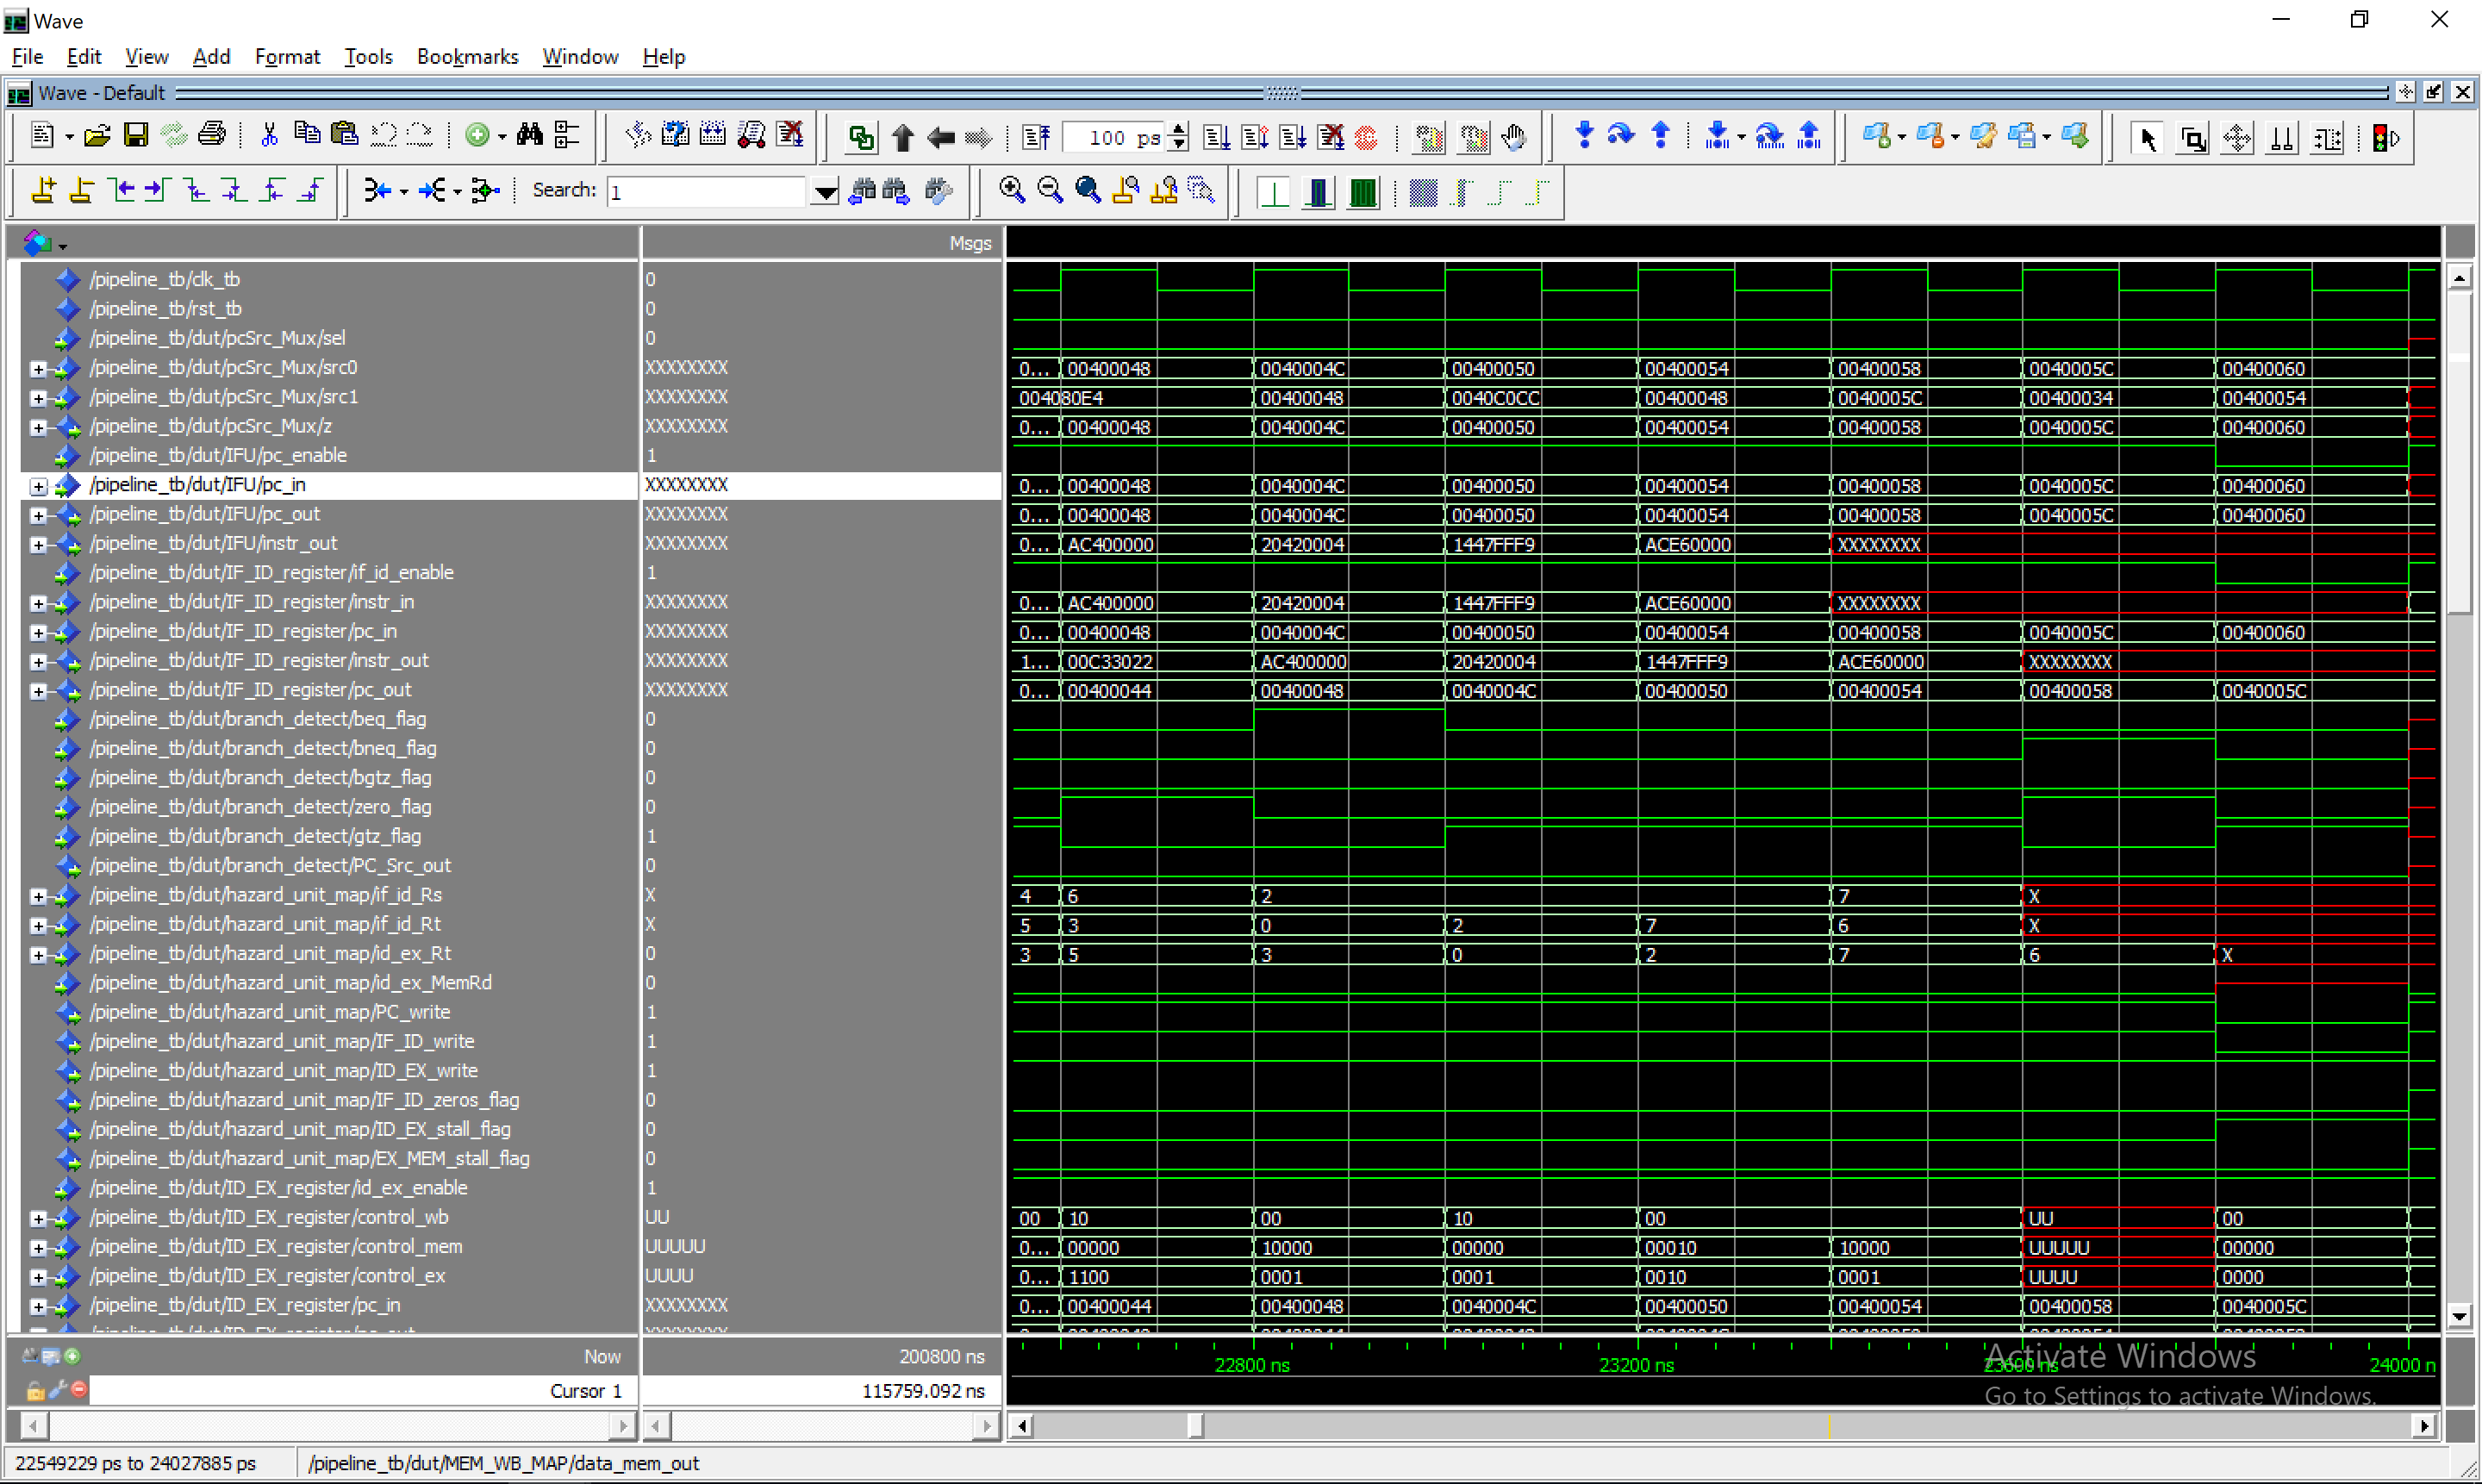 Wave
File Edit View Add Format Tools Bookmarks Window Help
Wave - Default
100 ps
Search: 1
Msgs
/pipeline_tb/clk_tb 0
/pipeline_tb/rst_tb 0
/pipeline_tb/dut/pcSrc_Mux/sel 0
/pipeline_tb/dut/pcSrc_Mux/src0 XXXXXXXX 0... 00400048 0040004C 00400050 00400054 00400058 0040005C 00400060
/pipeline_tb/dut/pcSrc_Mux/src1 XXXXXXXX 004080E4 00400048 0040C0CC 00400048 0040005C 00400034 00400054
/pipeline_tb/dut/pcSrc_Mux/z XXXXXXXX 0... 00400048 0040004C 00400050 00400054 00400058 0040005C 00400060
/pipeline_tb/dut/IFU/pc_enable 1
/pipeline_tb/dut/IFU/pc_in XXXXXXXX 0... 00400048 0040004C 00400050 00400054 00400058 0040005C 00400060
/pipeline_tb/dut/IFU/pc_out XXXXXXXX 0... 00400048 0040004C 00400050 00400054 00400058 0040005C 00400060
/pipeline_tb/dut/IFU/instr_out XXXXXXXX 0... AC400000 20420004 1447FFF9 ACE60000 XXXXXXXX
/pipeline_tb/dut/IF_ID_register/if_id_enable 1
/pipeline_tb/dut/IF_ID_register/instr_in XXXXXXXX 0... AC400000 20420004 1447FFF9 ACE60000 XXXXXXXX
/pipeline_tb/dut/IF_ID_register/pc_in XXXXXXXX 0... 00400048 0040004C 00400050 00400054 00400058 0040005C 00400060
/pipeline_tb/dut/IF_ID_register/instr_out XXXXXXXX 1... 00C33022 AC400000 20420004 1447FFF9 ACE60000 XXXXXXXX
/pipeline_tb/dut/IF_ID_register/pc_out XXXXXXXX 0... 00400044 00400048 0040004C 00400050 00400054 00400058 0040005C
/pipeline_tb/dut/branch_detect/beq_flag 0
/pipeline_tb/dut/branch_detect/bneq_flag 0
/pipeline_tb/dut/branch_detect/bgtz_flag 0
/pipeline_tb/dut/branch_detect/zero_flag 0
/pipeline_tb/dut/branch_detect/gtz_flag 1
/pipeline_tb/dut/branch_detect/PC_Src_out 0
/pipeline_tb/dut/hazard_unit_map/if_id_Rs X 4 6 2 7 X
/pipeline_tb/dut/hazard_unit_map/if_id_Rt X 5 3 0 2 7 6 X
/pipeline_tb/dut/hazard_unit_map/id_ex_Rt 0 3 5 3 0 2 7 6 X
/pipeline_tb/dut/hazard_unit_map/id_ex_MemRd 0
/pipeline_tb/dut/hazard_unit_map/PC_write 1
/pipeline_tb/dut/hazard_unit_map/IF_ID_write 1
/pipeline_tb/dut/hazard_unit_map/ID_EX_write 1
/pipeline_tb/dut/hazard_unit_map/IF_ID_zeros_flag 0
/pipeline_tb/dut/hazard_unit_map/ID_EX_stall_flag 0
/pipeline_tb/dut/hazard_unit_map/EX_MEM_stall_flag 0
/pipeline_tb/dut/ID_EX_register/id_ex_enable 1
/pipeline_tb/dut/ID_EX_register/control_wb UU 00 10 00 10 00 UU 00
/pipeline_tb/dut/ID_EX_register/control_mem UUUUU 0... 00000 10000 00000 00010 10000 UUUUU 00000
/pipeline_tb/dut/ID_EX_register/control_ex UUUU 0... 1100 0001 0001 0010 0001 UUUU 0000
/pipeline_tb/dut/ID_EX_register/pc_in XXXXXXXX 0... 00400044 00400048 0040004C 00400050 00400054 00400058 0040005C
Now 200800 ns 22800 ns 23200 ns 23600 ns 24000 n
Cursor 1 115759.092 ns
Activate Windows
Go to Settings to activate Windows.
22549229 ps to 24027885 ps /pipeline_tb/dut/MEM_WB_MAP/data_mem_out